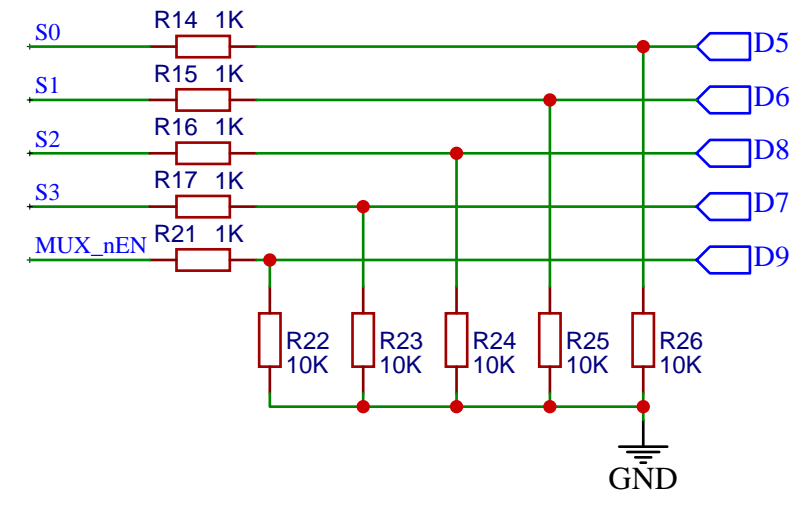 R14 1K
S0
D5
R15 1K
S1
D6
R16 1K
S2
D8
R17 1K
S3
D7
R21 1K
MUX_nEN
D9
R22 R23 R24 R25 R26
10K 10K 10K 10K 10K
GND